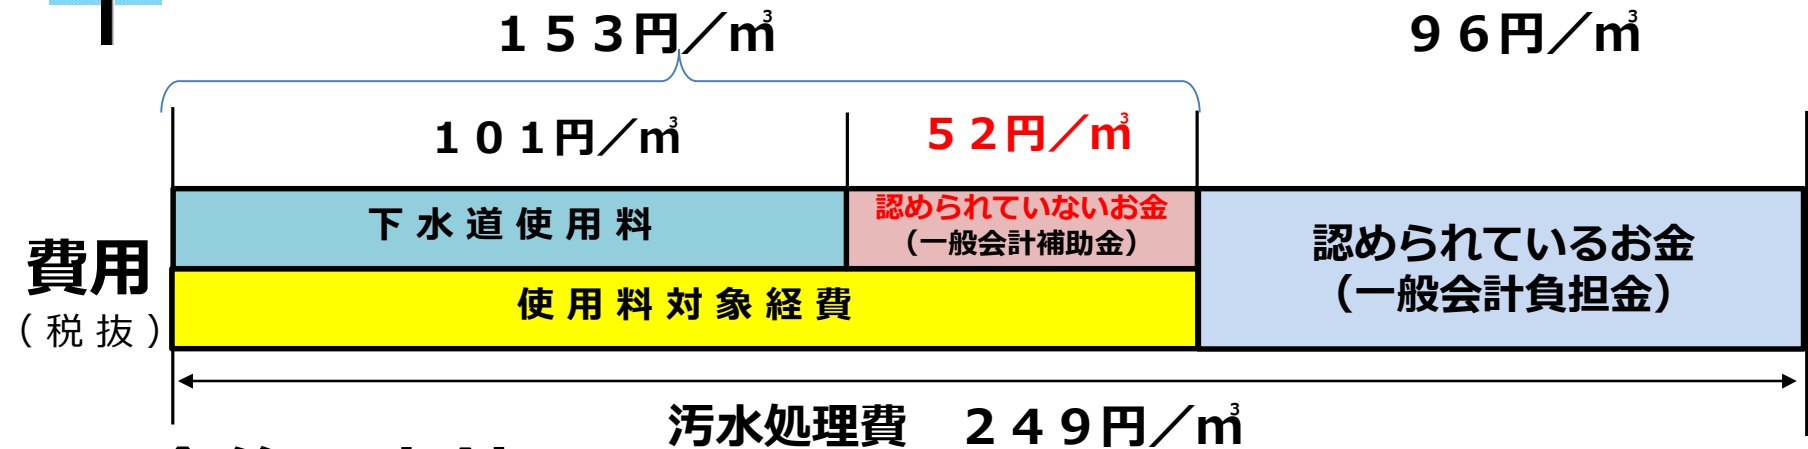 153円/㎥
96円/㎥
101円/㎥
52円/㎥
下水道使用料
認められていないお金
(一般会計補助金)
認められているお金
(一般会計負担金)
費用
(税抜)
使用料対象経費
汚水処理費 249円/㎥